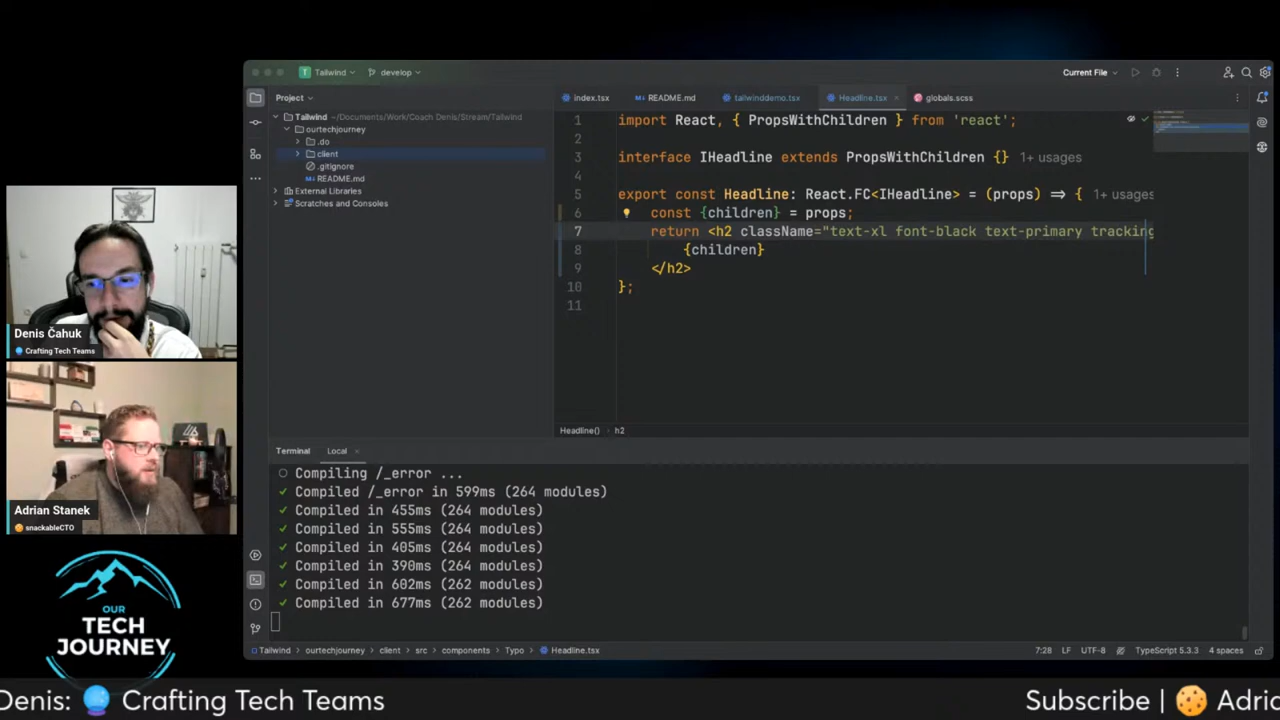 Tailwind
develop
Current File
Project
index.tsx
README.md
tailwinddemo.tsx
Headline.tsx
globals.scss
Tailwind ~/Documents/Work/Coach Denis/Stream/Tailwind
ourtechjourney
.do
client
.gitignore
README.md
External Libraries
Scratches and Consoles
1 import React, { PropsWithChildren } from 'react';
2
3 interface IHeadline extends PropsWithChildren {} 1+ usages
4
5 export const Headline: React.FC<IHeadline> = (props) => { 1+ usages
6 const {children} = props;
7 return <h2 className="text-xl font-black text-primary tracking
8 {children}
9 </h2>
10 };
11
Headline() h2
Denis Čahuk
Crafting Tech Teams
Adrian Stanek
snackableCTO
OUR
TECH
JOURNEY
Terminal Local
Compiling /_error ...
✓ Compiled /_error in 599ms (264 modules)
✓ Compiled in 455ms (264 modules)
✓ Compiled in 555ms (264 modules)
✓ Compiled in 405ms (264 modules)
✓ Compiled in 390ms (264 modules)
✓ Compiled in 602ms (262 modules)
✓ Compiled in 677ms (262 modules)
Tailwind > ourtechjourney > client > src > components > Typo > Headline.tsx
7:28 LF UTF-8 TypeScript 5.3.3 4 spaces
Denis: 🔮 Crafting Tech Teams
Subscribe | 🍪 Adric